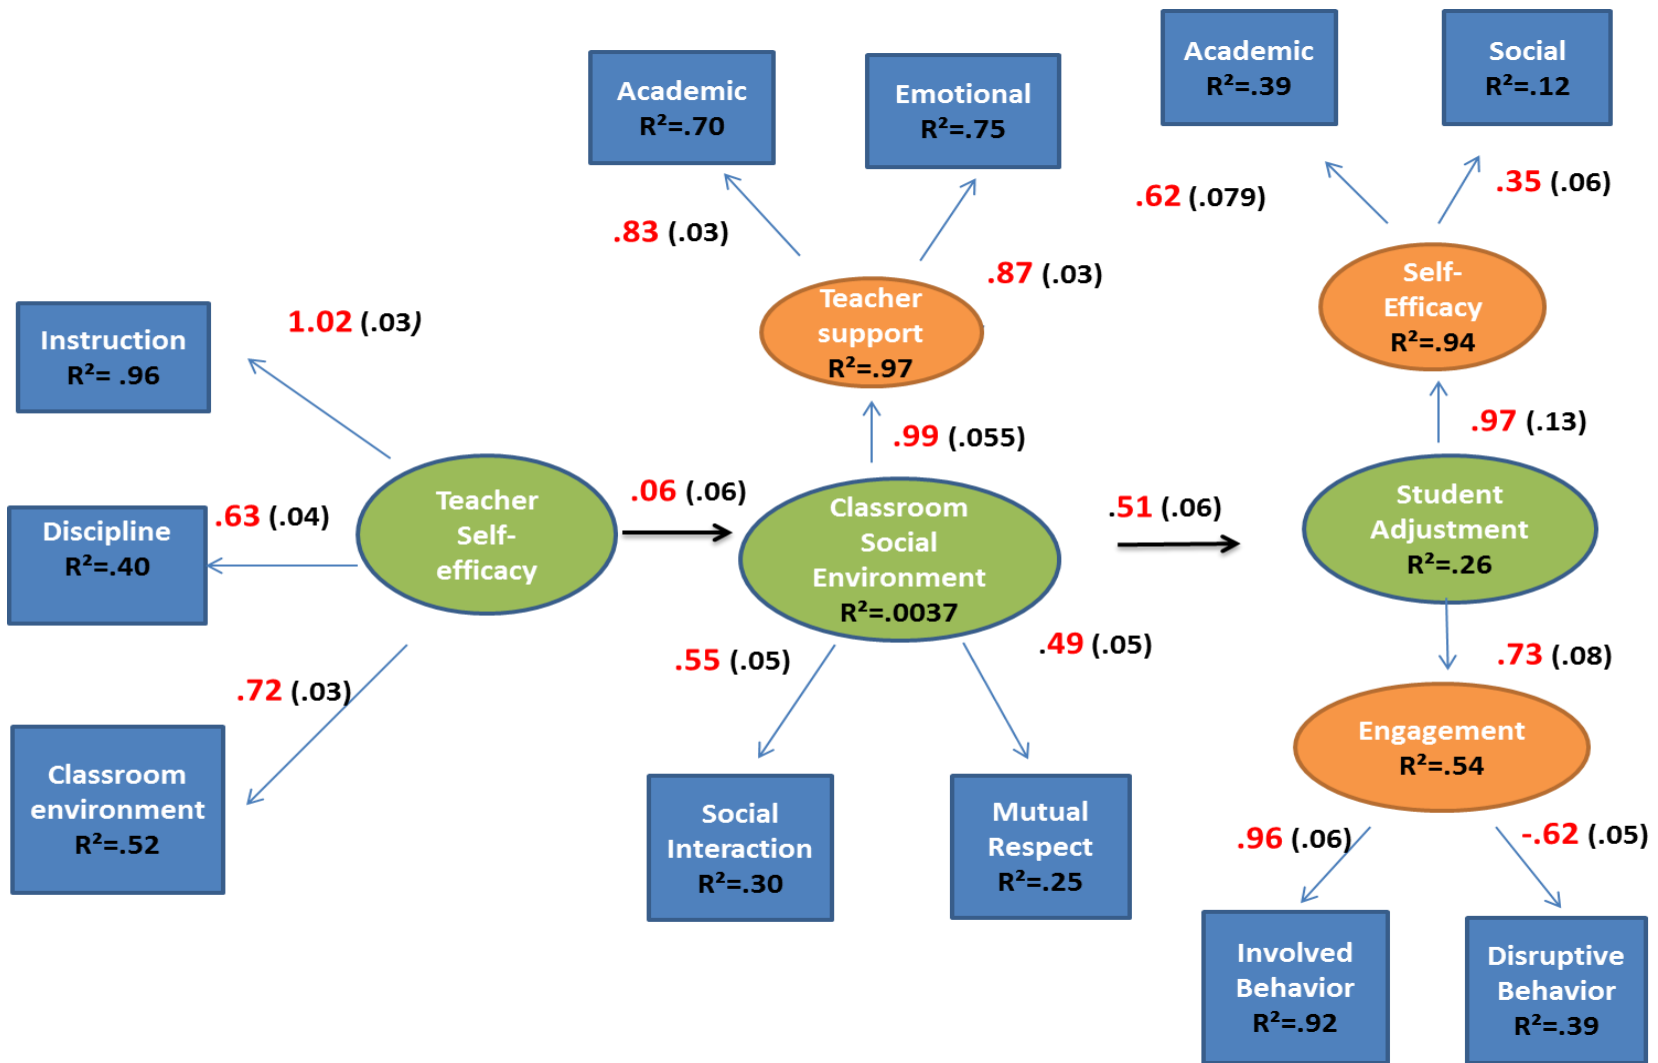 Academic
R²=.39
Social
R²=.12
Academic
R²=.70
Emotional
R²=.75
.62 (.079)
.35 (.06)
.83 (.03)
.87 (.03)
Self-
Efficacy
R²=.94
Teacher
support
R²=.97
Instruction
R²= .96
1.02 (.03)
.99 (.055)
.97 (.13)
Teacher
Self-
efficacy
.06 (.06)
Classroom
Social
Environment
R²=.0037
.51 (.06)
Student
Adjustment
R²=.26
Discipline
R²=.40
.63 (.04)
.72 (.03)
.55 (.05)
.49 (.05)
.73 (.08)
Classroom
environment
R²=.52
Social
Interaction
R²=.30
Mutual
Respect
R²=.25
Engagement
R²=.54
.96 (.06)
-.62 (.05)
Involved
Behavior
R²=.92
Disruptive
Behavior
R²=.39